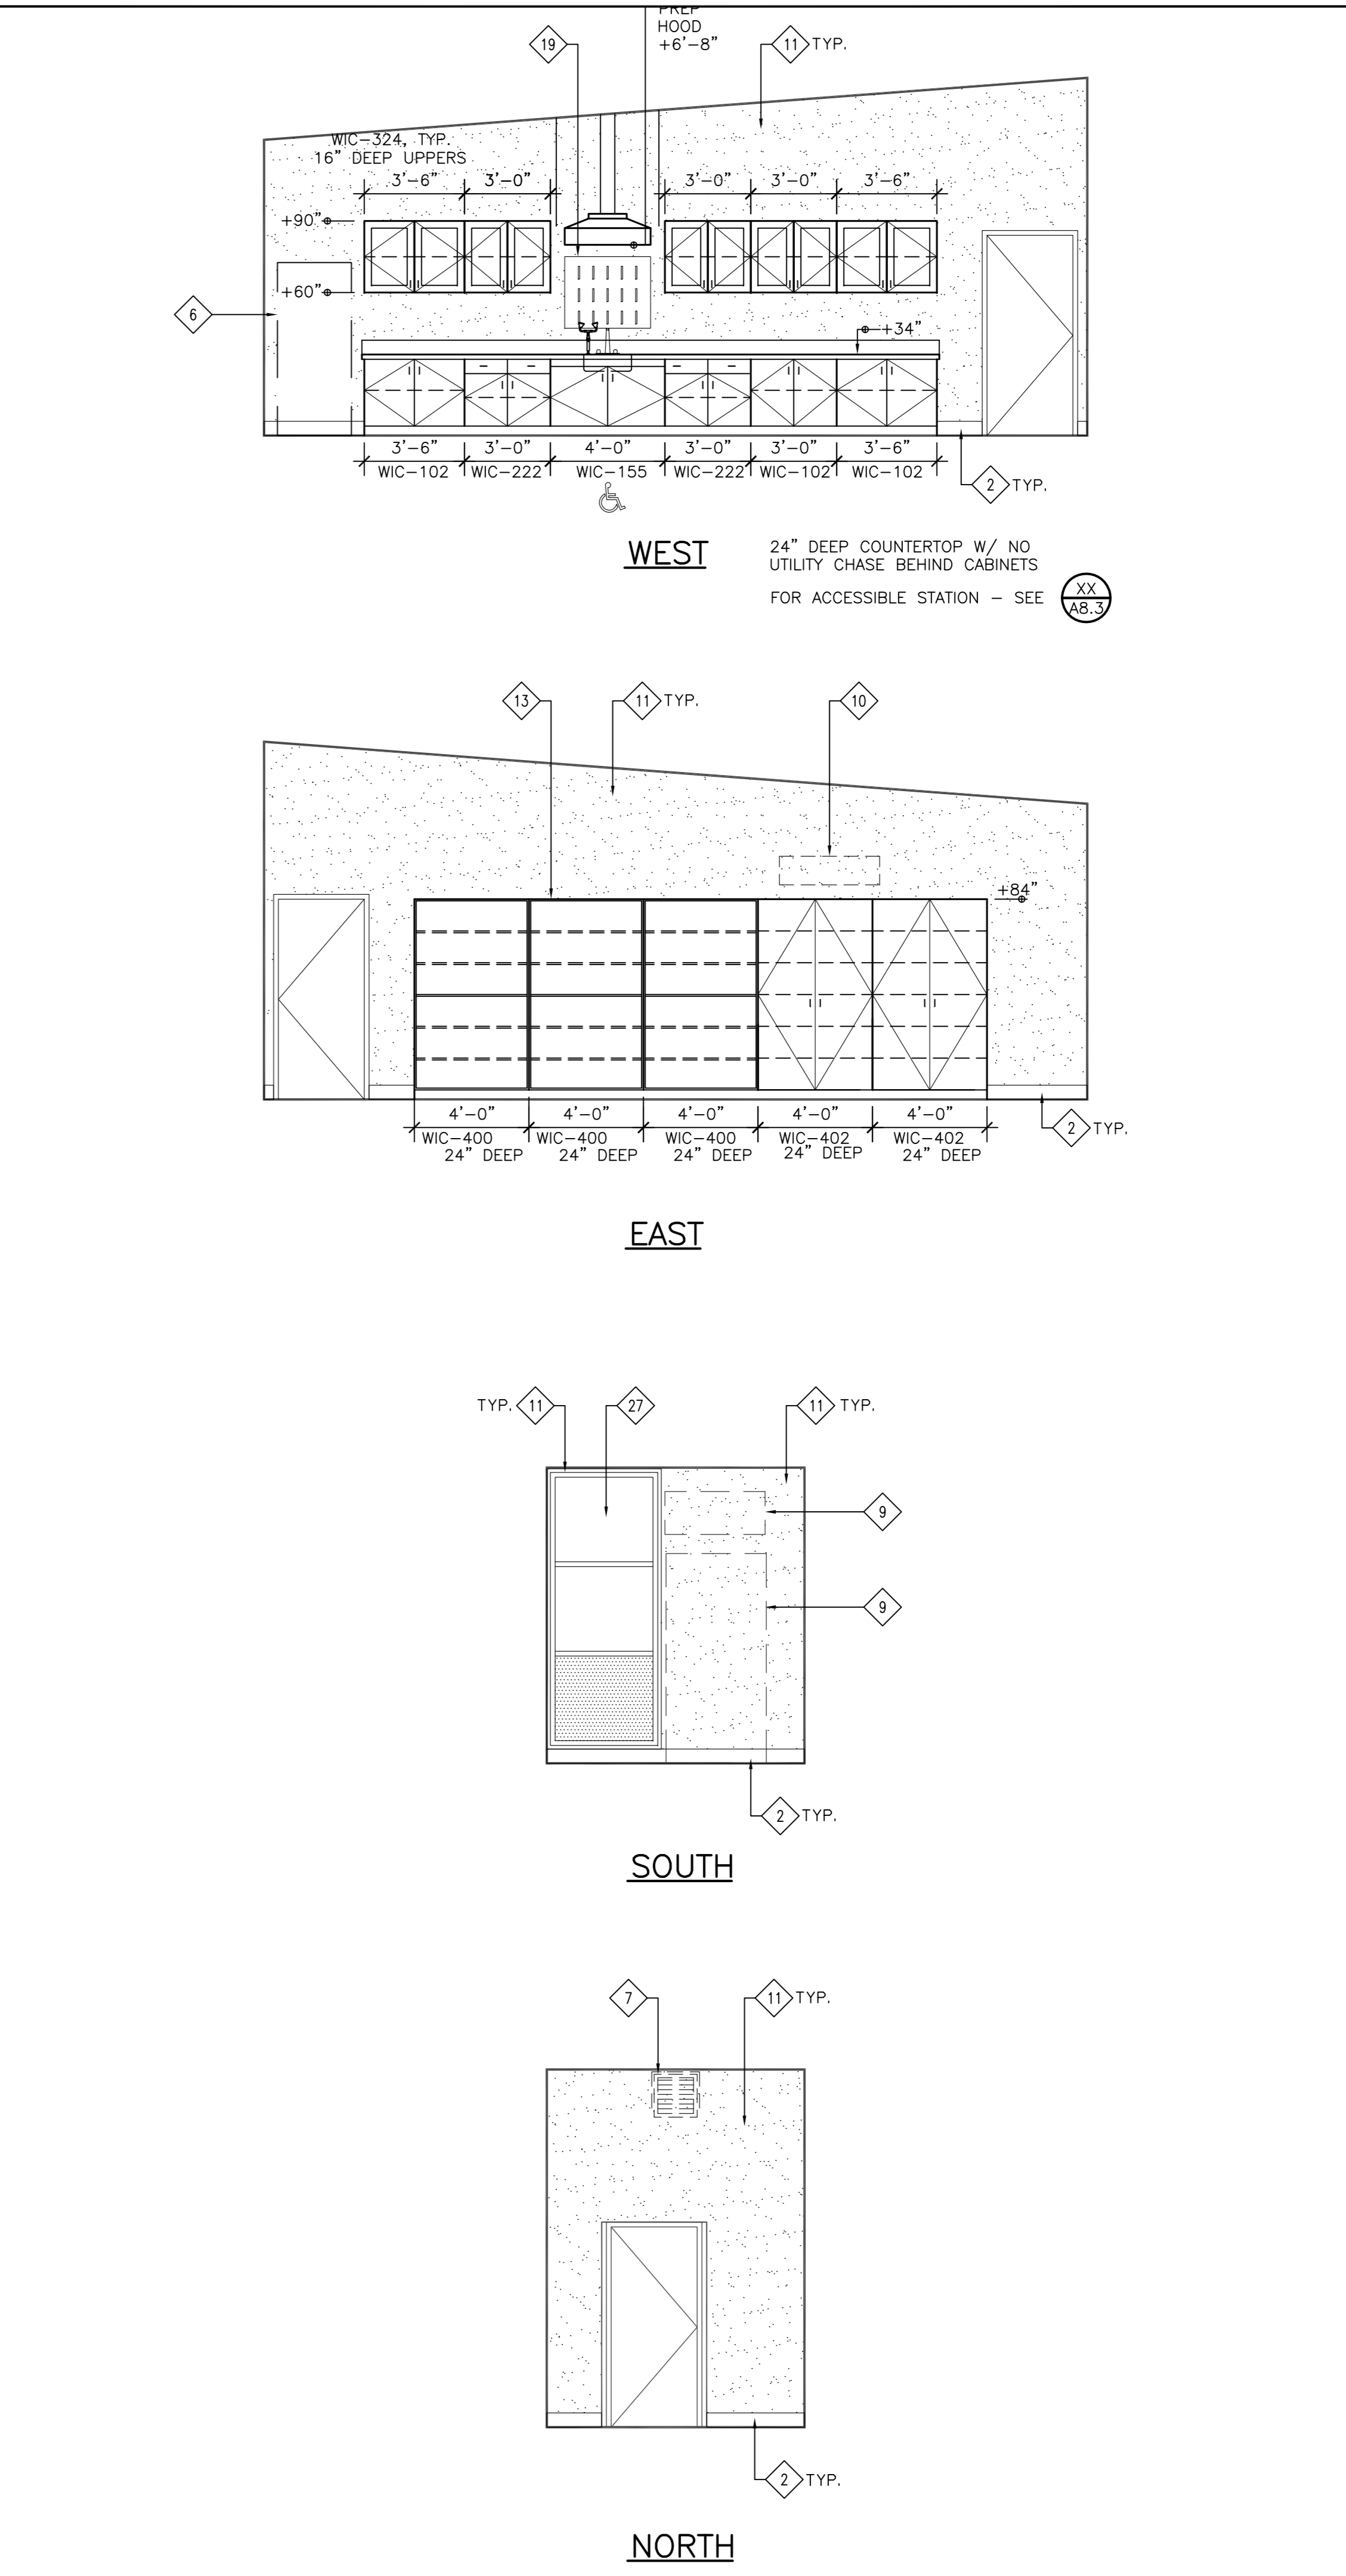 PREP
HOOD
+6'-8"
19
11 TYP.
WIC-324, TYP.
16" DEEP UPPERS
3'-6" 3'-0" 3'-0" 3'-0" 3'-6"
+90"
+60"
6
+34"
3'-6" 3'-0" 4'-0" 3'-0" 3'-0" 3'-6"
WIC-102 WIC-222 WIC-155 WIC-222 WIC-102 WIC-102
2 TYP.
WEST
24" DEEP COUNTERTOP W/ NO
UTILITY CHASE BEHIND CABINETS
FOR ACCESSIBLE STATION - SEE
XX
A8.3
13 11 TYP. 10
+84"
4'-0" 4'-0" 4'-0" 4'-0" 4'-0"
WIC-400 WIC-400 WIC-400 WIC-402 WIC-402
24" DEEP 24" DEEP 24" DEEP 24" DEEP 24" DEEP
2 TYP.
EAST
TYP. 11 27 11 TYP.
9
9
2 TYP.
SOUTH
7 11 TYP.
2 TYP.
NORTH